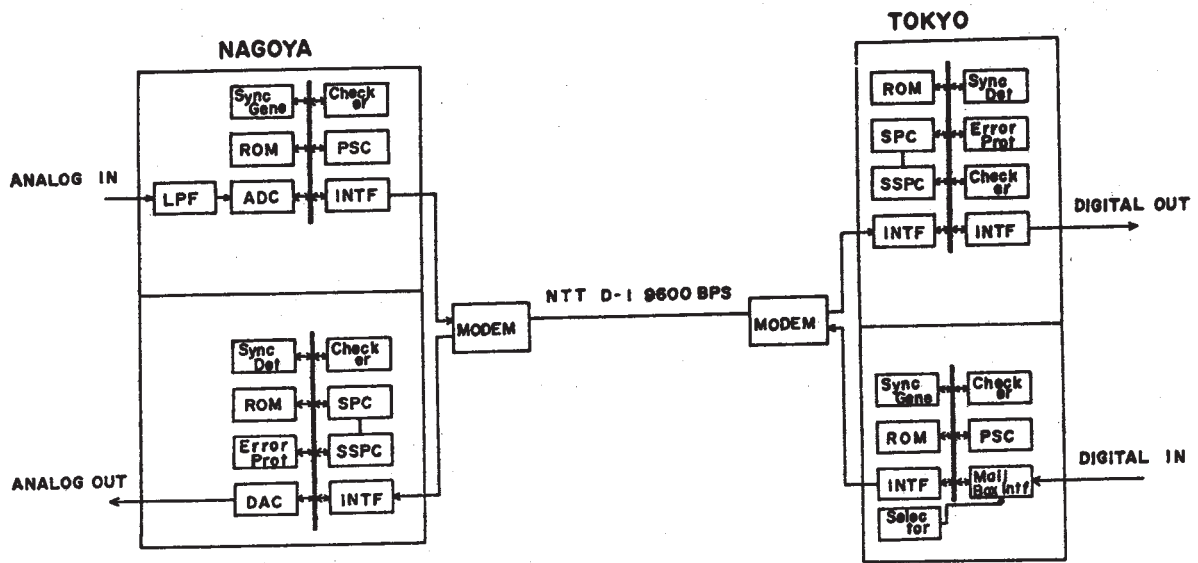 NAGOYA
Sync
Gene
Check
er
ROM
PSC
ANALOG IN
LPF
ADC
INTF
Sync
Det
Check
er
ROM
SPC
Error
Prot
SSPC
ANALOG OUT
DAC
INTF
MODEM
NTT D-1 9600 BPS
MODEM
TOKYO
ROM
Sync
Det
SPC
Error
Prot
SSPC
Check
er
INTF
INTF
DIGITAL OUT
Sync
Gene
Check
er
ROM
PSC
INTF
Mail
Box Intf
DIGITAL IN
Selec
tor